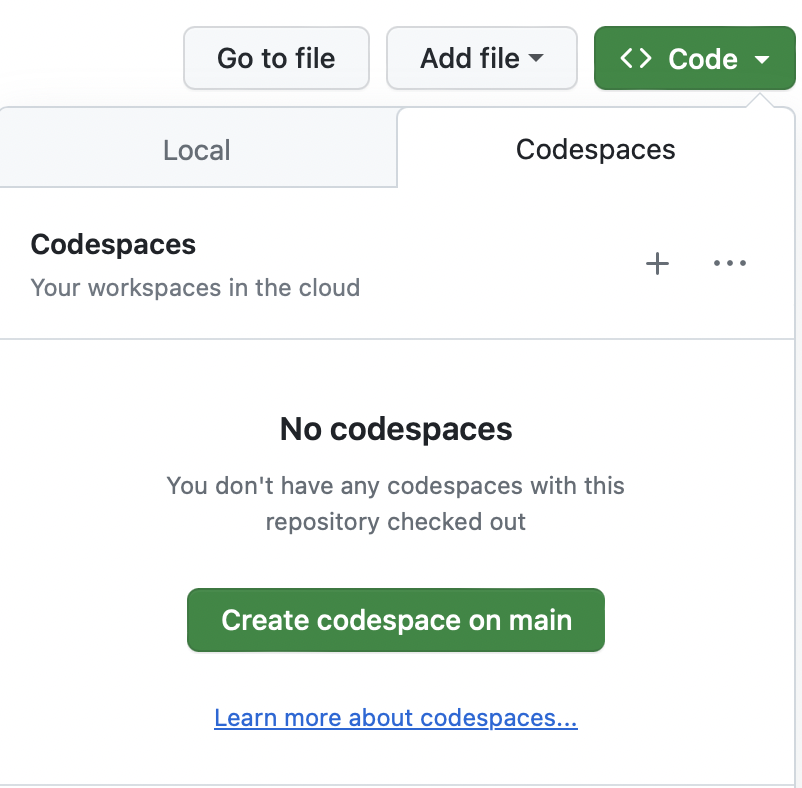 Go to file
Add file
Code
Local
Codespaces
Codespaces
Your workspaces in the cloud
No codespaces
You don't have any codespaces with this
repository checked out
Create codespace on main
Learn more about codespaces...